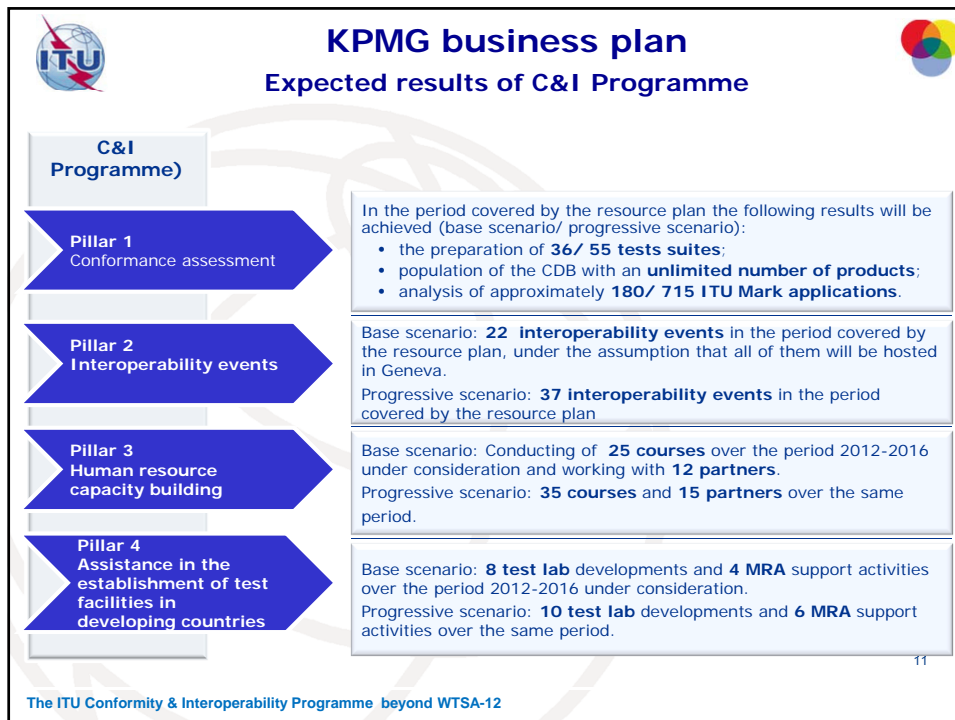 ITU
KPMG business plan
Expected results of C&I Programme
C&I
Programme)
Pillar 1
Conformance assessment
In the period covered by the resource plan the following results will be
achieved (base scenario/ progressive scenario):
• the preparation of 36/ 55 tests suites;
• population of the CDB with an unlimited number of products;
• analysis of approximately 180/ 715 ITU Mark applications.
Pillar 2
Interoperability events
Base scenario: 22 interoperability events in the period covered by
the resource plan, under the assumption that all of them will be hosted
in Geneva.
Progressive scenario: 37 interoperability events in the period
covered by the resource plan
Pillar 3
Human resource
capacity building
Base scenario: Conducting of 25 courses over the period 2012-2016
under consideration and working with 12 partners.
Progressive scenario: 35 courses and 15 partners over the same
period.
Pillar 4
Assistance in the
establishment of test
facilities in
developing countries
Base scenario: 8 test lab developments and 4 MRA support activities
over the period 2012-2016 under consideration.
Progressive scenario: 10 test lab developments and 6 MRA support
activities over the same period.
11
The ITU Conformity & Interoperability Programme beyond WTSA-12